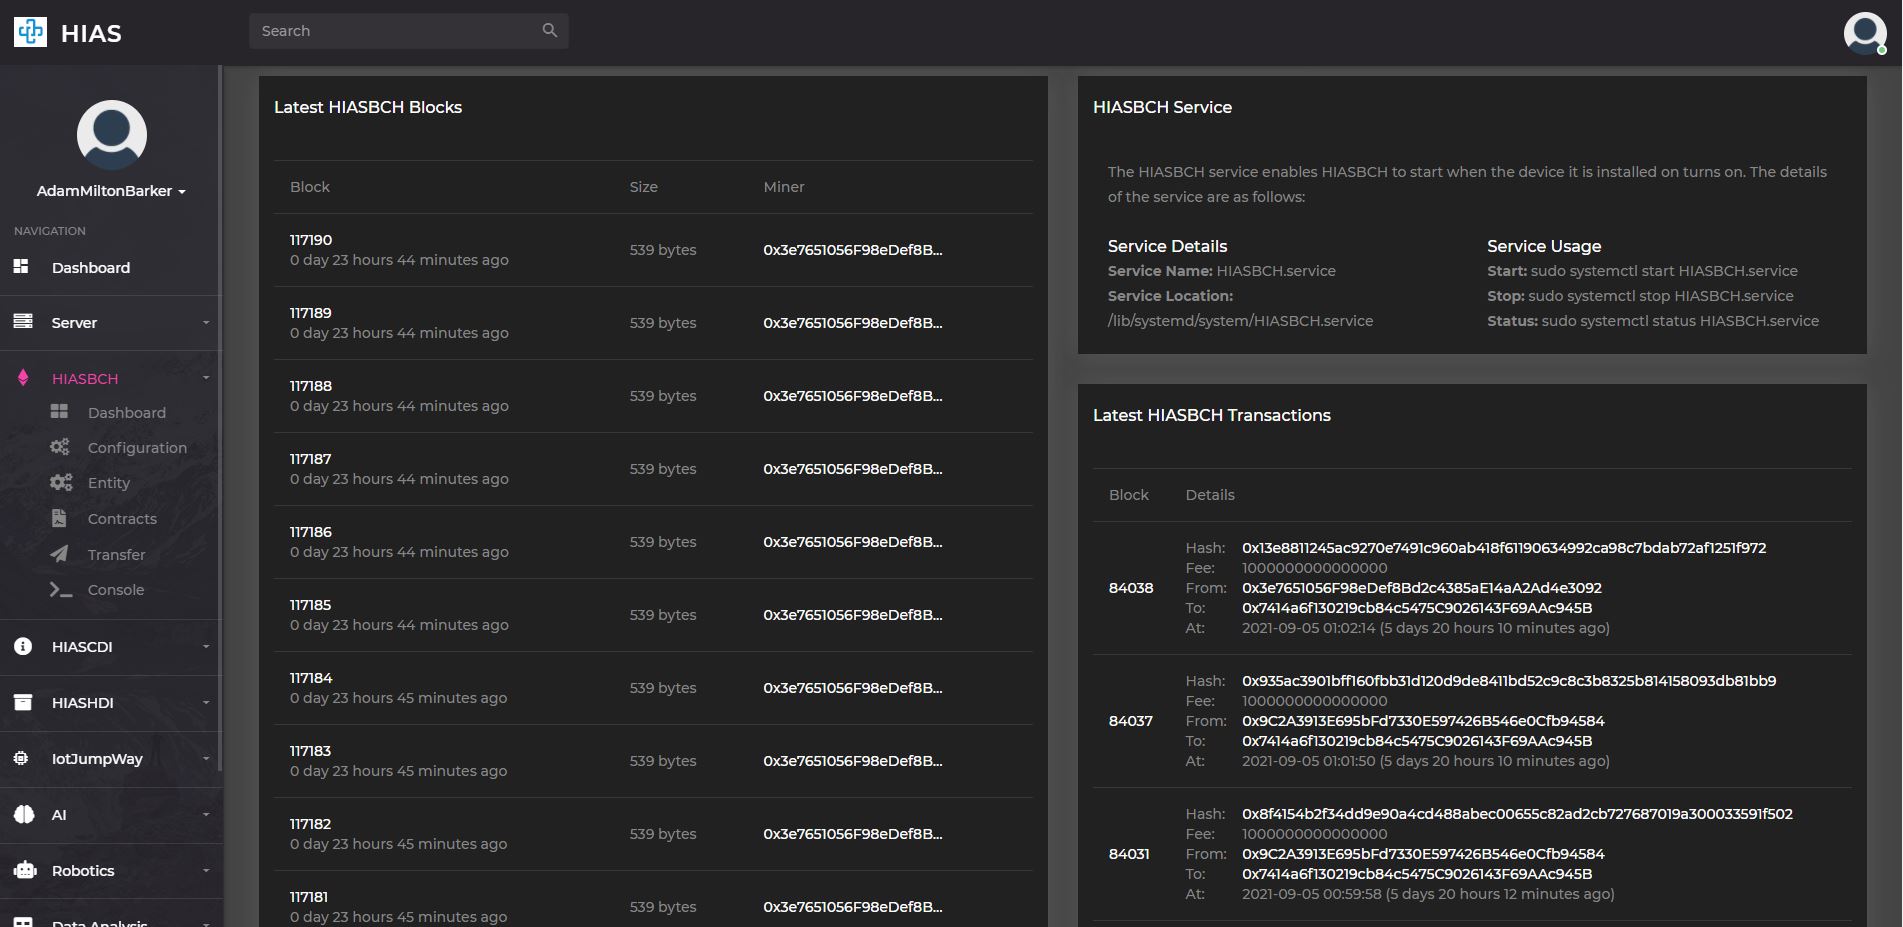 HIAS
Search
AdamMiltonBarker
NAVIGATION
Dashboard
Server
HIASBCH
Dashboard
Configuration
Entity
Contracts
Transfer
Console
HIASCDI
HIASHDI
IotJumpWay
AI
Robotics
Data Analysis
Latest HIASBCH Blocks
Block Size Miner
117190
0 day 23 hours 44 minutes ago
539 bytes
0x3e7651056F98eDef8B...
117189
0 day 23 hours 44 minutes ago
539 bytes
0x3e7651056F98eDef8B...
117188
0 day 23 hours 44 minutes ago
539 bytes
0x3e7651056F98eDef8B...
117187
0 day 23 hours 44 minutes ago
539 bytes
0x3e7651056F98eDef8B...
117186
0 day 23 hours 44 minutes ago
539 bytes
0x3e7651056F98eDef8B...
117185
0 day 23 hours 44 minutes ago
539 bytes
0x3e7651056F98eDef8B...
117184
0 day 23 hours 45 minutes ago
539 bytes
0x3e7651056F98eDef8B...
117183
0 day 23 hours 45 minutes ago
539 bytes
0x3e7651056F98eDef8B...
117182
0 day 23 hours 45 minutes ago
539 bytes
0x3e7651056F98eDef8B...
117181
0 day 23 hours 45 minutes ago
539 bytes
0x3e7651056F98eDef8B...
HIASBCH Service
The HIASBCH service enables HIASBCH to start when the device it is installed on turns on. The details
of the service are as follows:
Service Details
Service Name: HIASBCH.service
Service Location:
/lib/systemd/system/HIASBCH.service
Service Usage
Start: sudo systemctl start HIASBCH.service
Stop: sudo systemctl stop HIASBCH.service
Status: sudo systemctl status HIASBCH.service
Latest HIASBCH Transactions
Block Details
84038
Hash: 0x13e8811245ac9270e7491c960ab418f61190634992ca98c7bdab72af1251f972
Fee: 1000000000000000
From: 0x3e7651056F98eDef8Bd2c4385aE14aA2Ad4e3092
To: 0x7414a6f130219cb84c5475C9026143F69AAc945B
At: 2021-09-05 01:02:14 (5 days 20 hours 10 minutes ago)
84037
Hash: 0x935ac3901bff160fbb31d120d9de8411bd52c9c8c3b8325b814158093db81bb9
Fee: 1000000000000000
From: 0x9C2A3913E695bFd7330E597426B546e0Cfb94584
To: 0x7414a6f130219cb84c5475C9026143F69AAc945B
At: 2021-09-05 01:01:50 (5 days 20 hours 10 minutes ago)
84031
Hash: 0x8f4154b2f34dd9e90a4cd488abec00655c82ad2cb727687019a300033591f502
Fee: 1000000000000000
From: 0x9C2A3913E695bFd7330E597426B546e0Cfb94584
To: 0x7414a6f130219cb84c5475C9026143F69AAc945B
At: 2021-09-05 00:59:58 (5 days 20 hours 12 minutes ago)